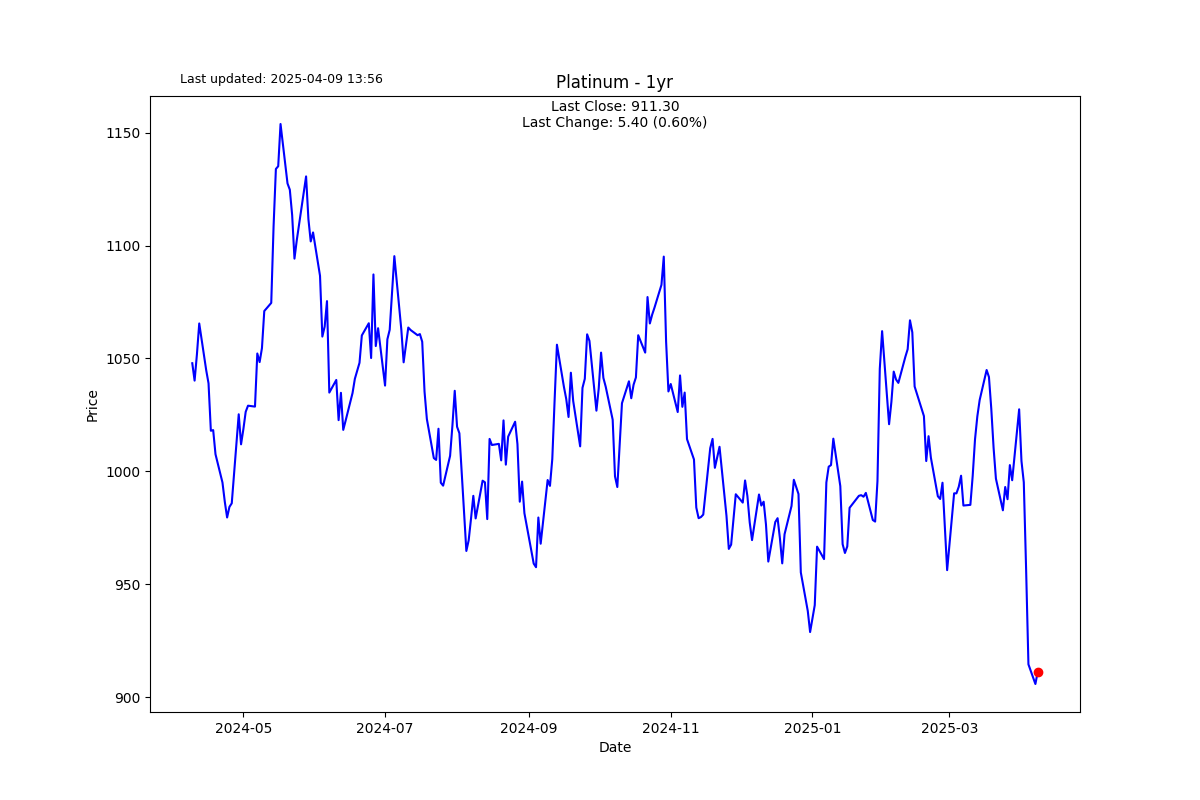 Last updated: 2025-04-09 13:56
Platinum - 1yr
Last Close: 911.30
Last Change: 5.40 (0.60%)
1150
1100
1050
1000
950
900
Price
2024-05
2024-07
2024-09
2024-11
2025-01
2025-03
Date